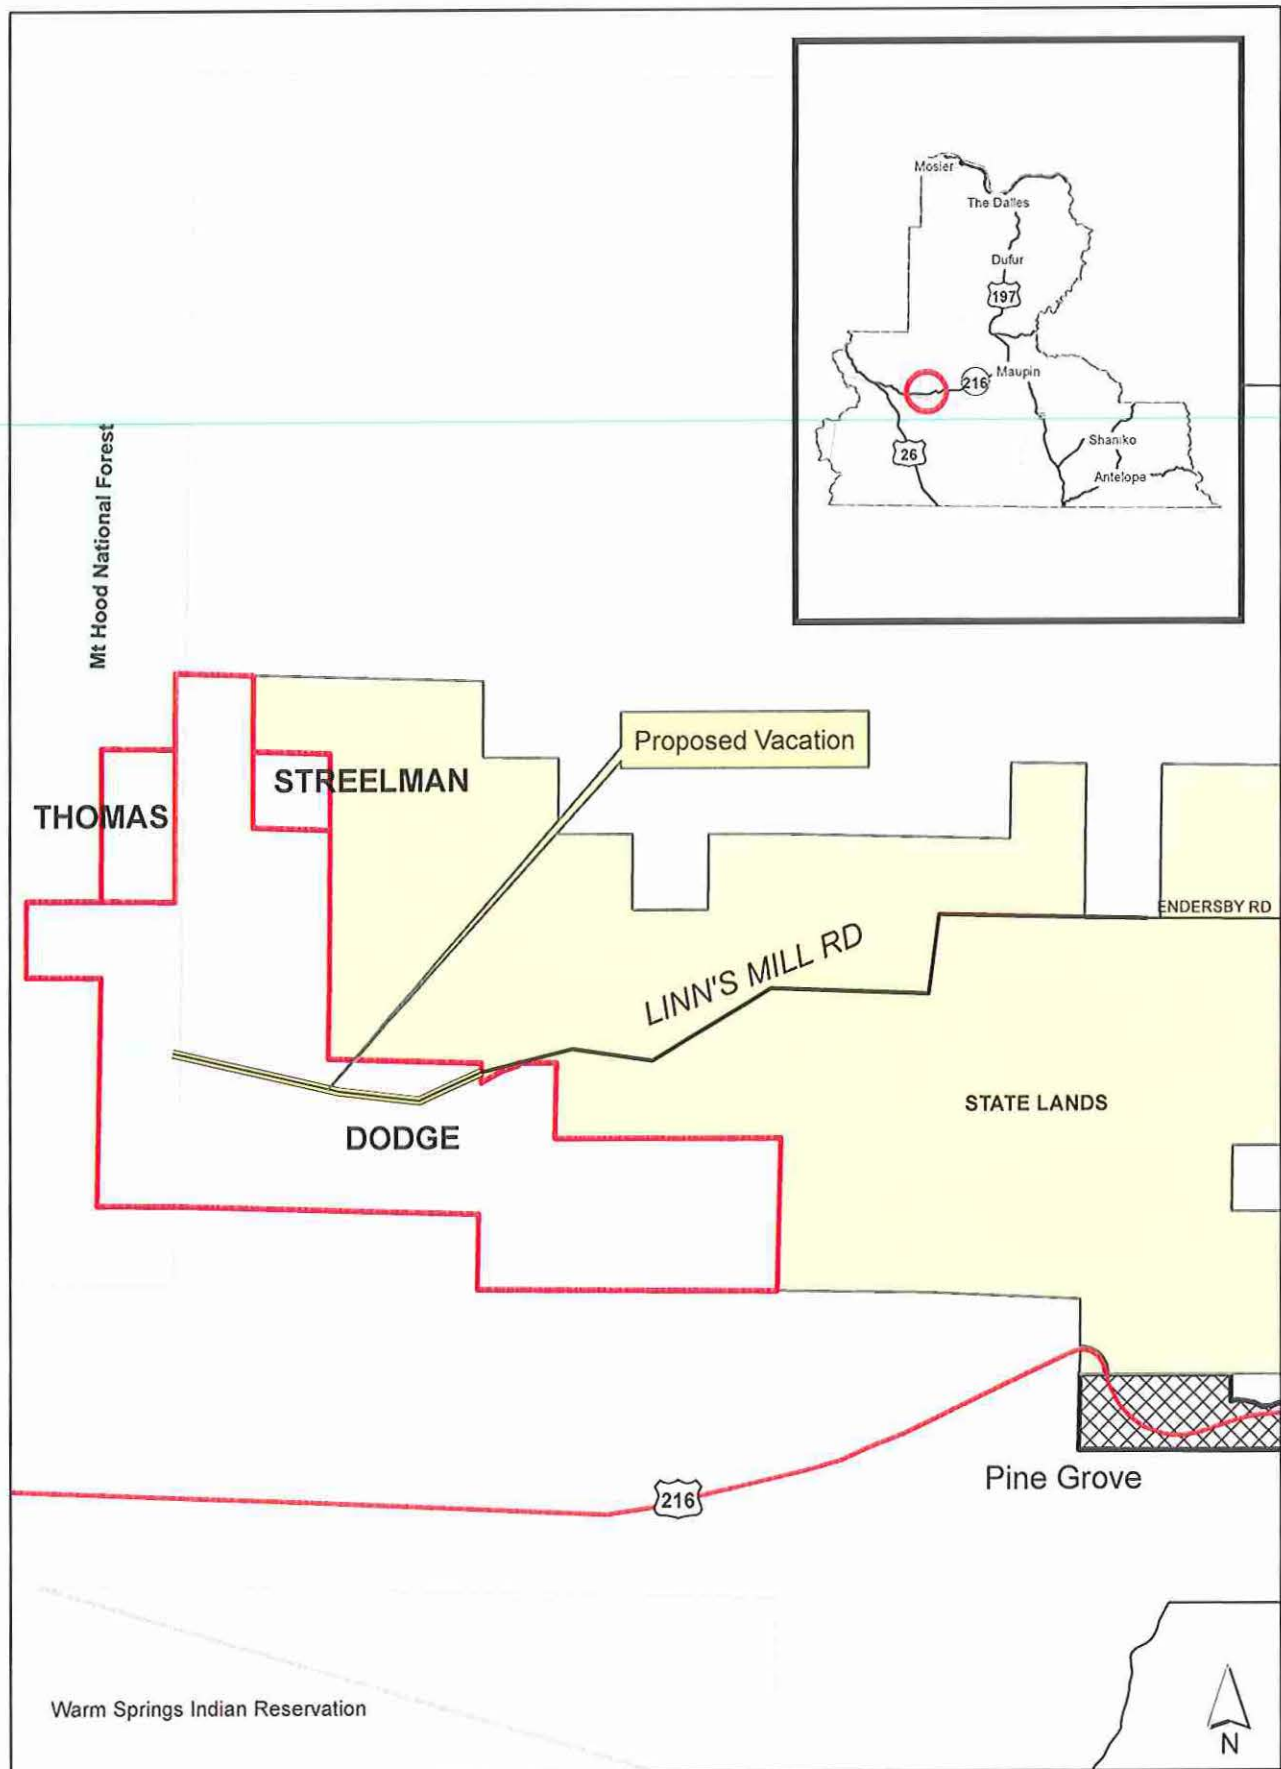 Mosier
The Dalles
Dufur
197
Maupin
216
Shaniko
26
Antelope
Mt Hood National Forest
Proposed Vacation
STREELMAN
THOMAS
ENDERSBY RD
LINN'S MILL RD
STATE LANDS
DODGE
Pine Grove
216
Warm Springs Indian Reservation
N